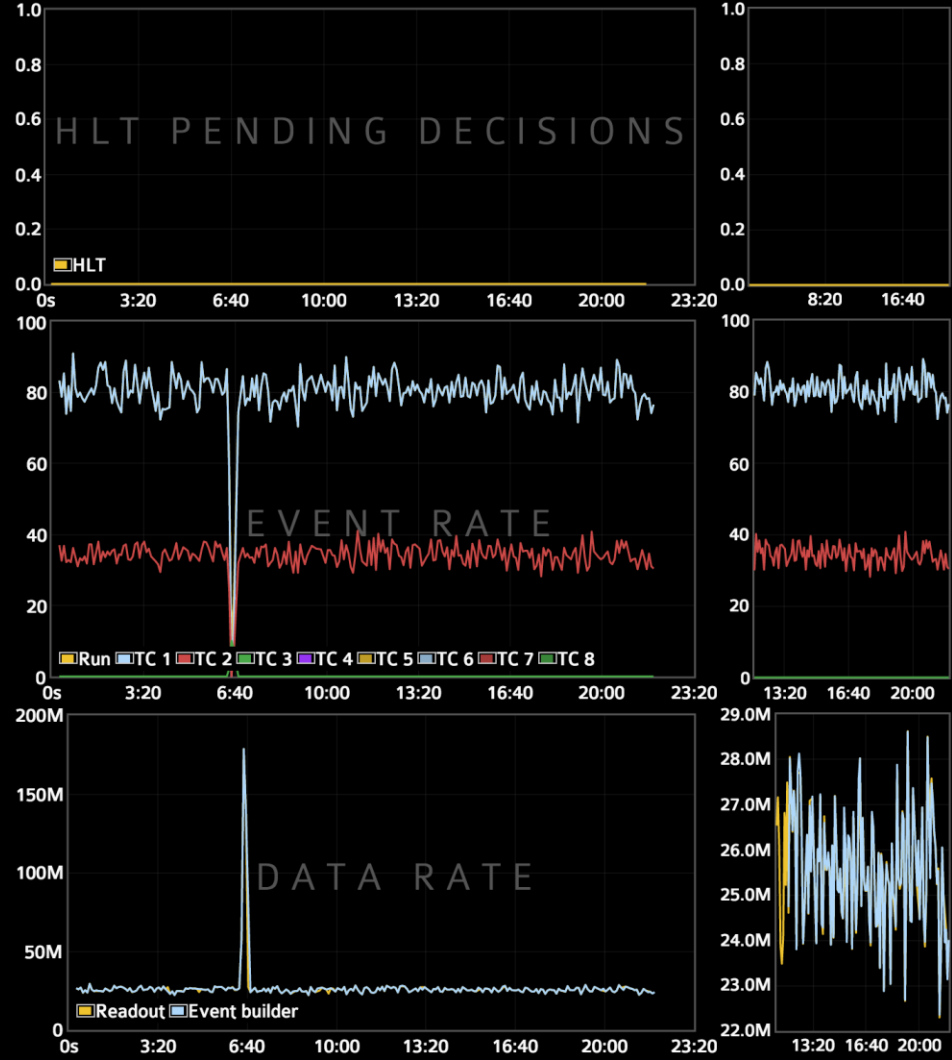 1.0
0.8
0.6
0.4
0.2
0.0
HLT PENDING DECISIONS
HLT
0s 3:20 6:40 10:00 13:20 16:40 20:00 23:20
1.0
0.8
0.6
0.4
0.2
0.0
8:20 16:40
100
80
60
40
20
0
EVENT RATE
Run TC 1 TC 2 TC 3 TC 4 TC 5 TC 6 TC 7 TC 8
0s 3:20 6:40 10:00 13:20 16:40 20:00 23:20
100
80
60
40
20
0
13:20 16:40 20:00
200M
150M
100M
50M
0
DATA RATE
Readout Event builder
0s 3:20 6:40 10:00 13:20 16:40 20:00 23:20
29.0M
28.0M
27.0M
26.0M
25.0M
24.0M
23.0M
22.0M
13:20 16:40 20:00